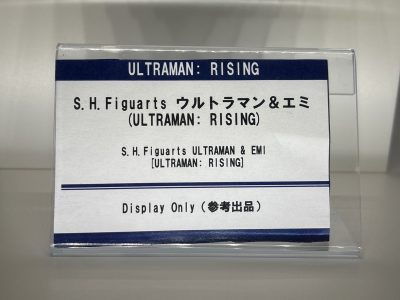 ULTRAMAN: RISING
S.H.Figuarts ウルトラマン＆エミ
(ULTRAMAN: RISING)
S.H.Figuarts ULTRAMAN & EMI
[ULTRAMAN: RISING]
Display Only（参考出品）